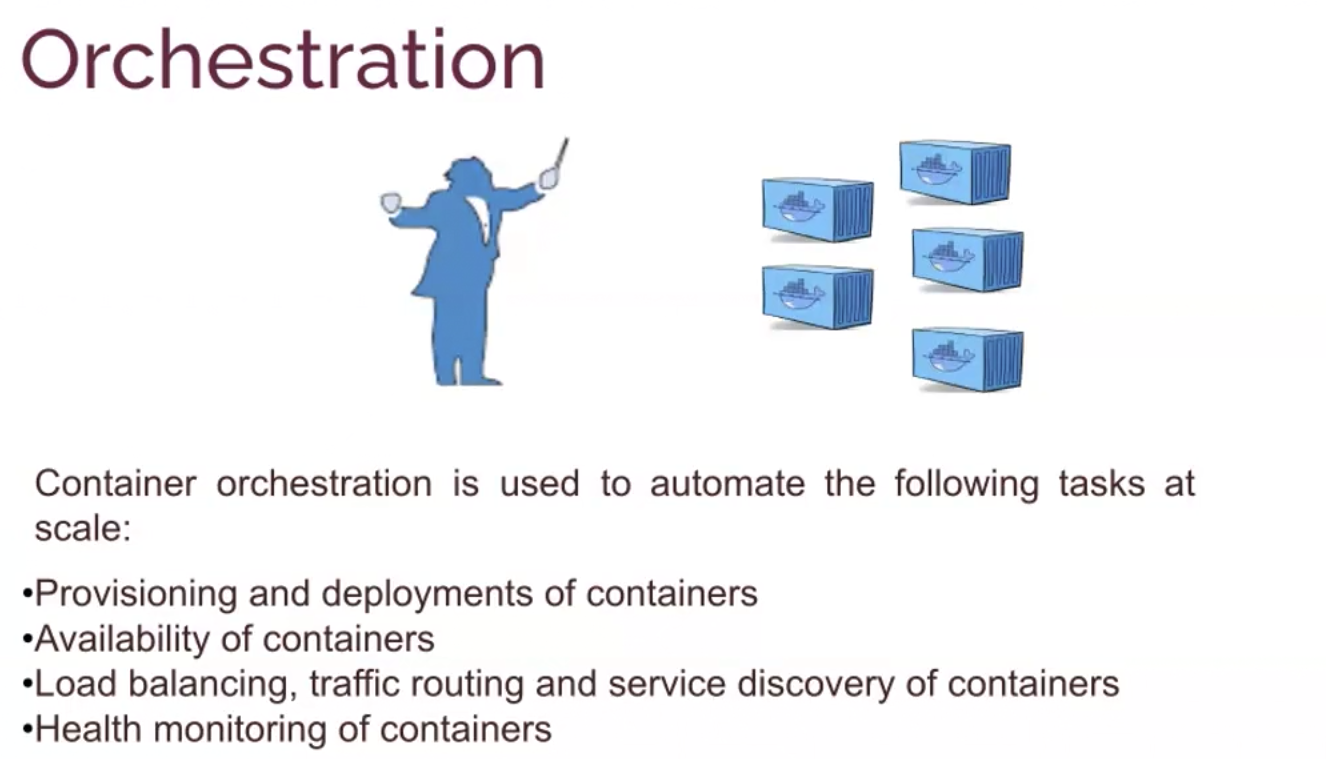 Orchestration
Container orchestration is used to automate the following tasks at
scale:
•Provisioning and deployments of containers
•Availability of containers
•Load balancing, traffic routing and service discovery of containers
•Health monitoring of containers